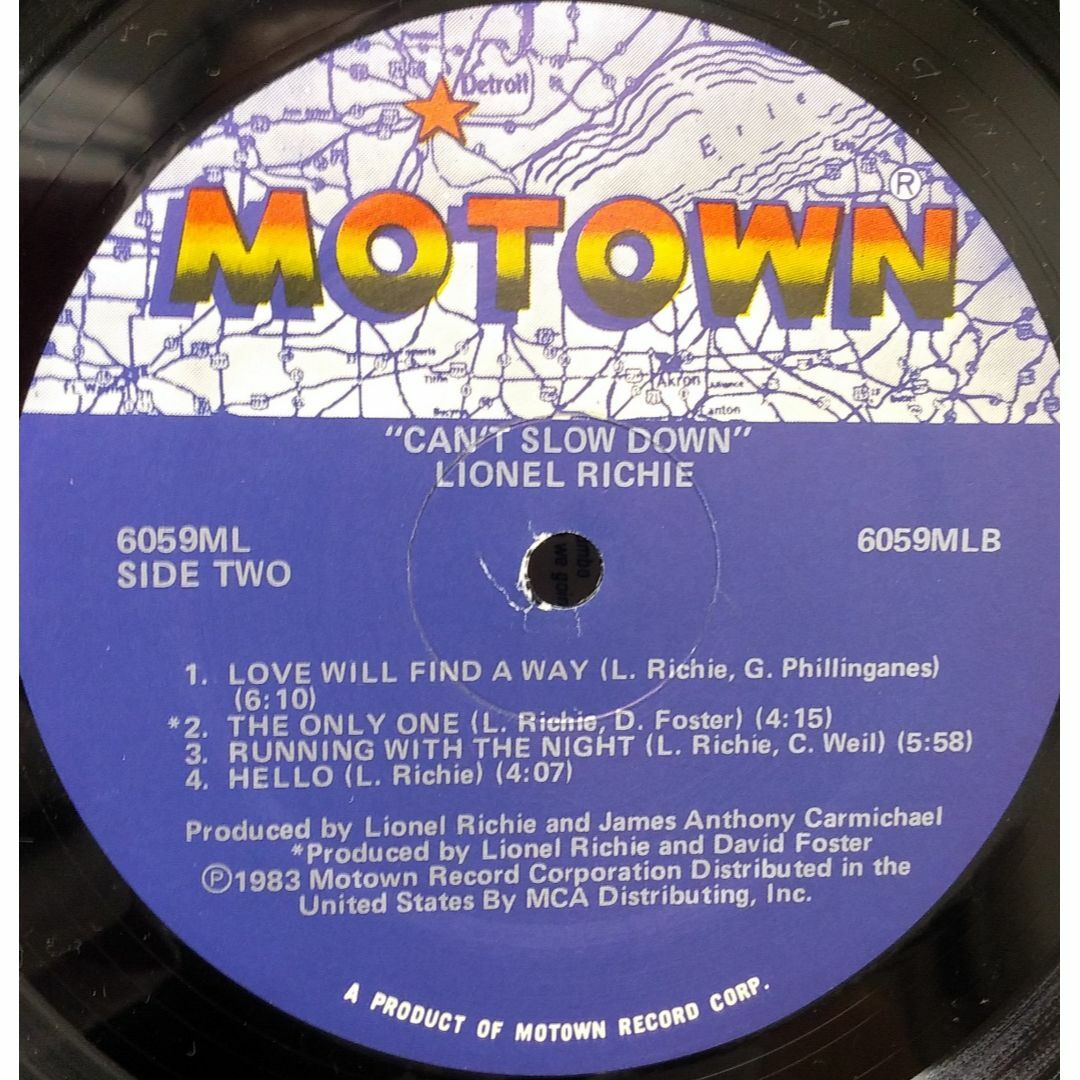 Detroit
Erie
Erie
®
MOTOWN
Akron
"CAN'T SLOW DOWN"
LIONEL RICHIE
6059ML
6059MLB
SIDE TWO
1. LOVE WILL FIND A WAY (L. Richie, G. Phillinganes)
(6:10)
*2. THE ONLY ONE (L. Richie, D. Foster) (4:15)
3. RUNNING WITH THE NIGHT (L. Richie, C. Weil) (5:58)
4. HELLO (L. Richie) (4:07)
Produced by Lionel Richie and James Anthony Carmichael
*Produced by Lionel Richie and David Foster
℗1983 Motown Record Corporation Distributed in the
United States By MCA Distributing, Inc.
A PRODUCT OF MOTOWN RECORD CORP.